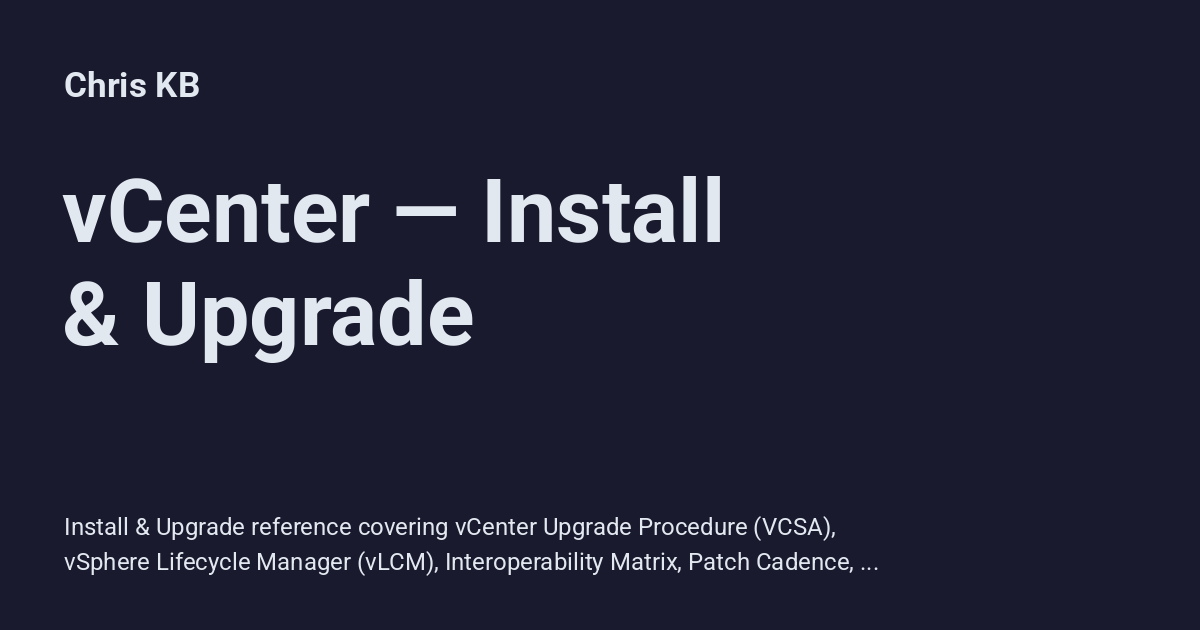 Chris KB
vCenter — Install
& Upgrade
Install & Upgrade reference covering vCenter Upgrade Procedure (VCSA),
vSphere Lifecycle Manager (vLCM), Interoperability Matrix, Patch Cadence, ...